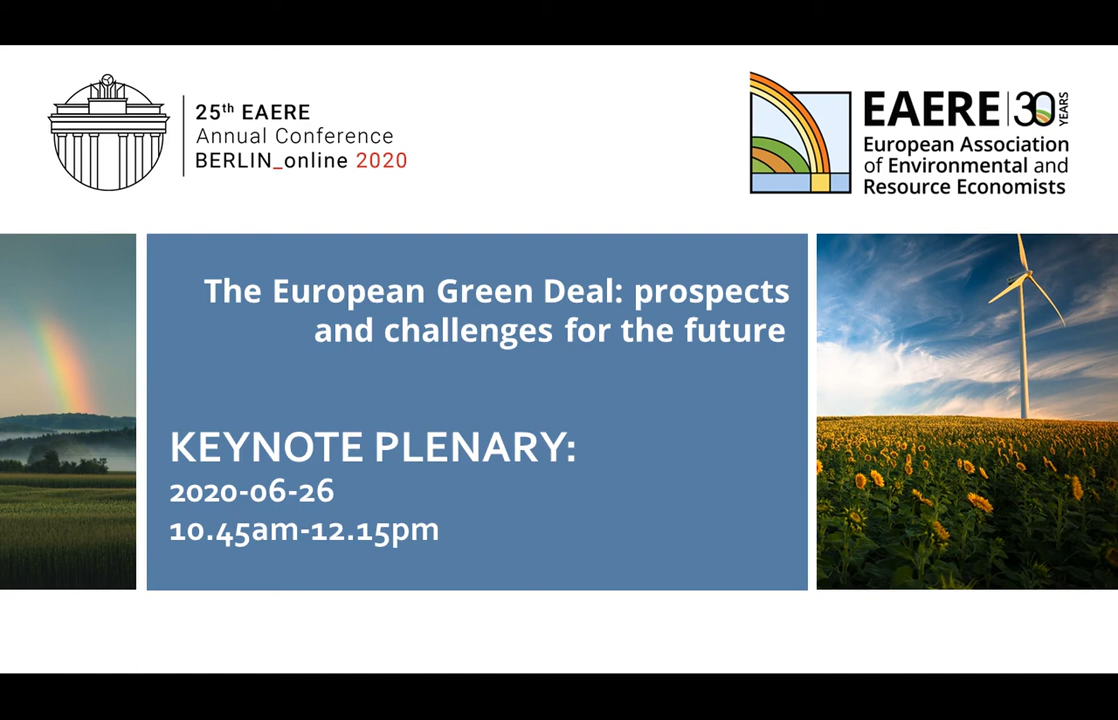 25th EAERE
Annual Conference
BERLIN_online 2020
EAERE 30 YEARS
European Association
of Environmental and
Resource Economists
The European Green Deal: prospects
and challenges for the future
KEYNOTE PLENARY:
2020-06-26
10.45am-12.15pm